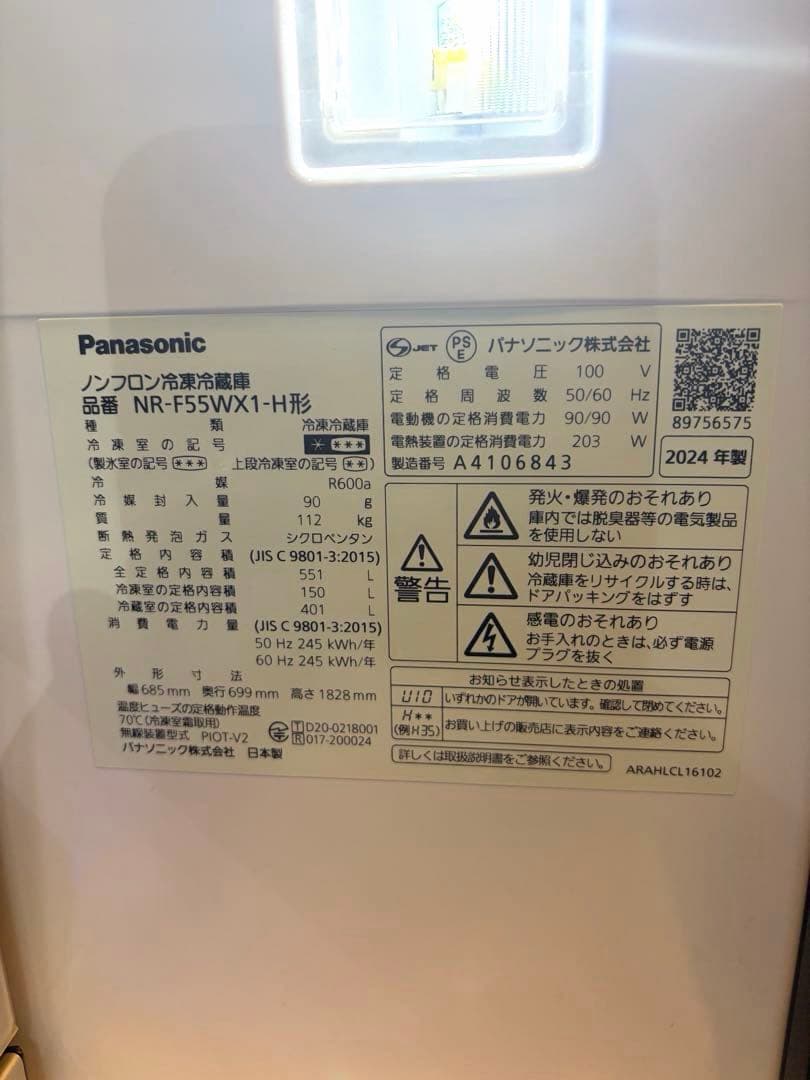 Panasonic
ノンフロン冷凍冷蔵庫
品番 NR-F55WX1-H形
種類 冷凍冷蔵庫
冷凍室の記号 * ***
(製氷室の記号 *** 上段冷凍室の記号 **)
冷媒 R600a
冷媒封入量 90 g
質量 112 kg
断熱発泡ガス シクロペンタン
定格内容積 (JIS C 9801-3:2015)
全定格内容積 551 L
冷凍室の定格内容積 150 L
冷蔵室の定格内容積 401 L
消費電力量 (JIS C 9801-3:2015)
50 Hz 245 kWh/年
60 Hz 245 kWh/年
外形寸法
幅 685 mm 奥行 699 mm 高さ 1828 mm
温度ヒューズの定格動作温度
70℃(冷凍室霜取用)
無線装置型式 PIOT-V2
T D20-0218001
R 017-200024
パナソニック株式会社 日本製
S JET PSE パナソニック株式会社
定格電圧 100 V
定格周波数 50/60 Hz
電動機の定格消費電力 90/90 W
電熱装置の定格消費電力 203 W
製造番号 A4106843
89756575
2024 年製
警告
発火・爆発のおそれあり
庫内では脱臭器等の電気製品
を使用しない
幼児閉じ込みのおそれあり
冷蔵庫をリサイクルする時は、
ドアパッキングをはずす
感電のおそれあり
お手入れのときは、必ず電源
プラグを抜く
お知らせ表示したときの処置
U10 いずれかのドアが開いています。確認して閉めてください。
H** (例H35) お買い上げの販売店に表示内容をご連絡ください。
詳しくは取扱説明書をご参照ください。
ARAHLCL16102